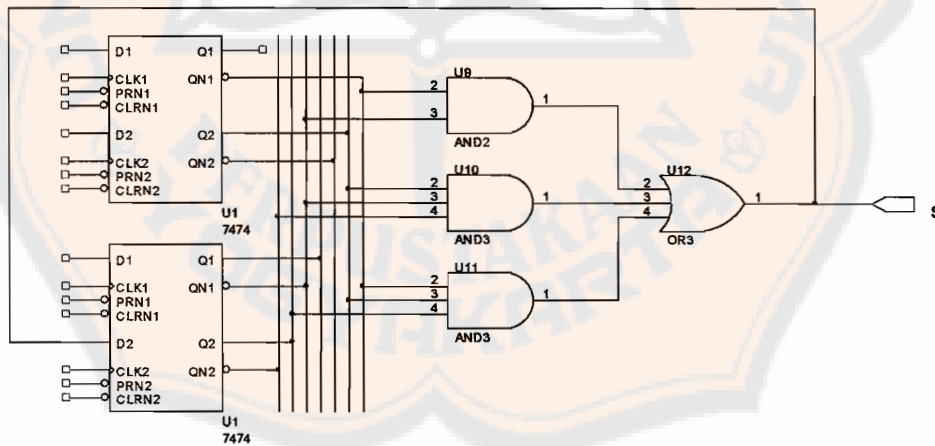 D1
CLK1
PRN1
CLRN1
D2
CLK2
PRN2
CLRN2
Q1
QN1
Q2
QN2
U1
7474
D1
CLK1
PRN1
CLRN1
D2
CLK2
PRN2
CLRN2
Q1
QN1
Q2
QN2
U1
7474
U9
2
3
1
AND2
U10
2
3
4
1
AND3
U11
2
3
4
1
AND3
U12
2
3
4
1
OR3
S
PERPUSTAKAAN
YOGYAKARTA